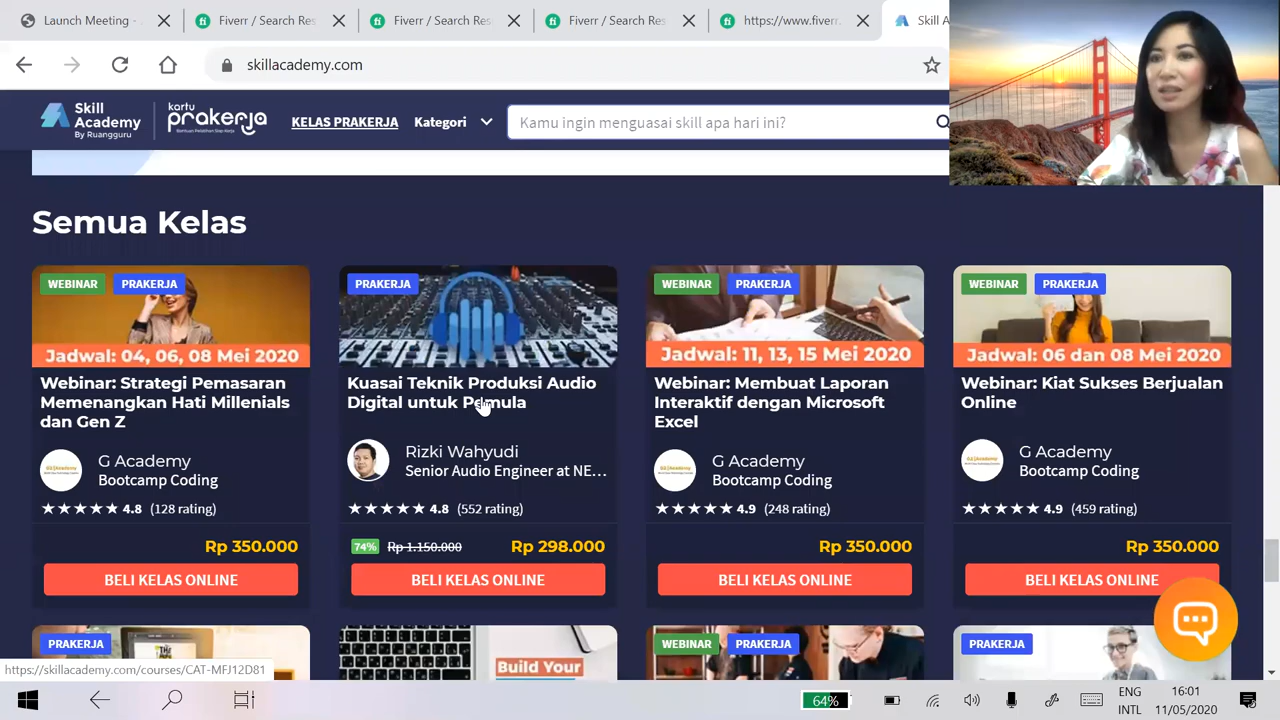 Launch Meeting -
Fiverr / Search Res
Fiverr / Search Res
Fiverr / Search Res
https://www.fiverr
Skill A
skillacademy.com
Skill
Academy
By Ruangguru
kartu
prakerja
KELAS PRAKERJA
Kategori
Kamu ingin menguasai skill apa hari ini?
Semua Kelas
WEBINAR
PRAKERJA
Jadwal: 04, 06, 08 Mei 2020
Webinar: Strategi Pemasaran
Memenangkan Hati Millenials
dan Gen Z
G Academy
Bootcamp Coding
4.8 (128 rating)
Rp 350.000
BELI KELAS ONLINE
PRAKERJA
Kuasai Teknik Produksi Audio
Digital untuk Pemula
Rizki Wahyudi
Senior Audio Engineer at NE...
4.8 (552 rating)
74% Rp 1.150.000 Rp 298.000
BELI KELAS ONLINE
WEBINAR
PRAKERJA
Jadwal: 11, 13, 15 Mei 2020
Webinar: Membuat Laporan
Interaktif dengan Microsoft
Excel
G Academy
Bootcamp Coding
4.9 (248 rating)
Rp 350.000
BELI KELAS ONLINE
WEBINAR
PRAKERJA
Jadwal: 06 dan 08 Mei 2020
Webinar: Kiat Sukses Berjualan
Online
G Academy
Bootcamp Coding
4.9 (459 rating)
Rp 350.000
BELI KELAS ONLINE
PRAKERJA
Build Your
WEBINAR
PRAKERJA
PRAKERJA
https://skillacademy.com/courses/CAT-MFJ12D81
64%
ENG
INTL
16:01
11/05/2020